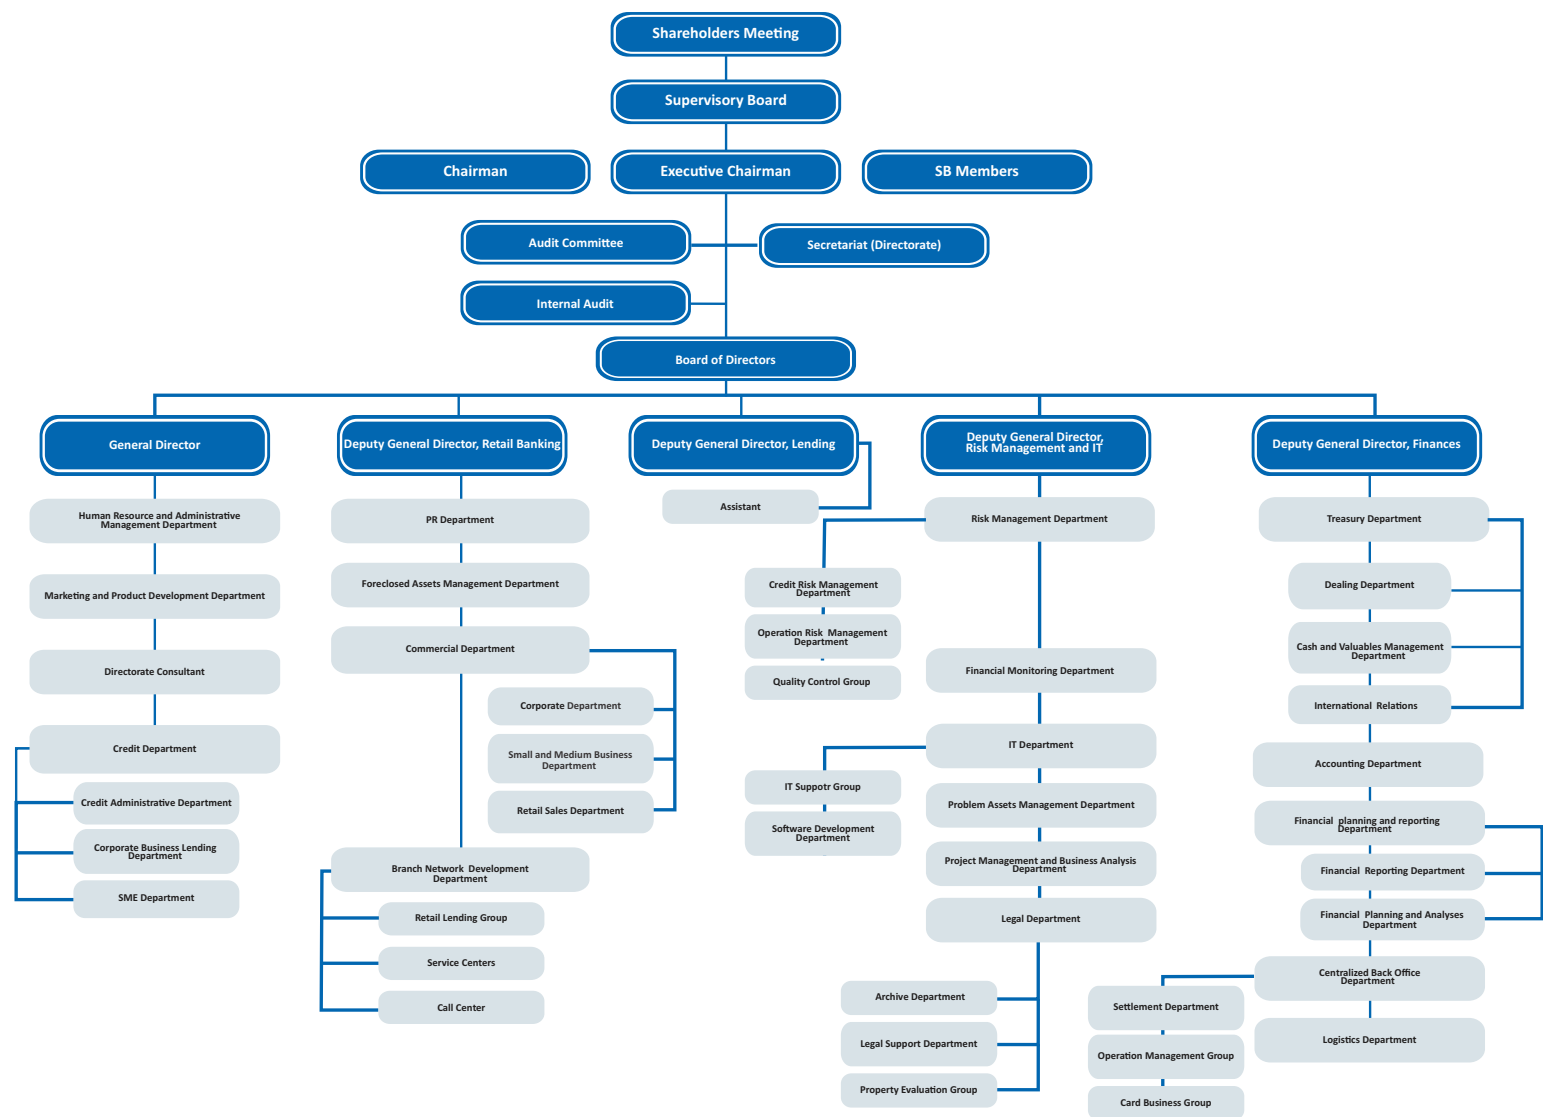 Shareholders Meeting
Supervisory Board
Chairman
Executive Chairman
SB Members
Audit Committee
Secretariat (Directorate)
Internal Audit
Board of Directors
General Director
Human Resource and Administrative
Management Department
Marketing and Product Development Department
Directorate Consultant
Credit Department
Credit Administrative Department
Corporate Business Lending
Department
SME Department
Deputy General Director, Retail Banking
PR Department
Foreclosed Assets Management Department
Commercial Department
Corporate Department
Small and Medium Business
Department
Retail Sales Department
Branch Network Development
Department
Retail Lending Group
Service Centers
Call Center
Deputy General Director, Lending
Assistant
Deputy General Director,
Risk Management and IT
Risk Management Department
Credit Risk Management
Department
Operation Risk Management
Department
Quality Control Group
Financial Monitoring Department
IT Department
IT Suppotr Group
Software Development
Department
Problem Assets Management Department
Project Management and Business Analysis
Department
Legal Department
Archive Department
Legal Support Department
Property Evaluation Group
Deputy General Director, Finances
Treasury Department
Dealing Department
Cash and Valuables Management
Department
International Relations
Accounting Department
Financial planning and reporting
Department
Financial Reporting Department
Financial Planning and Analyses
Department
Centralized Back Office
Department
Settlement Department
Operation Management Group
Card Business Group
Logistics Department